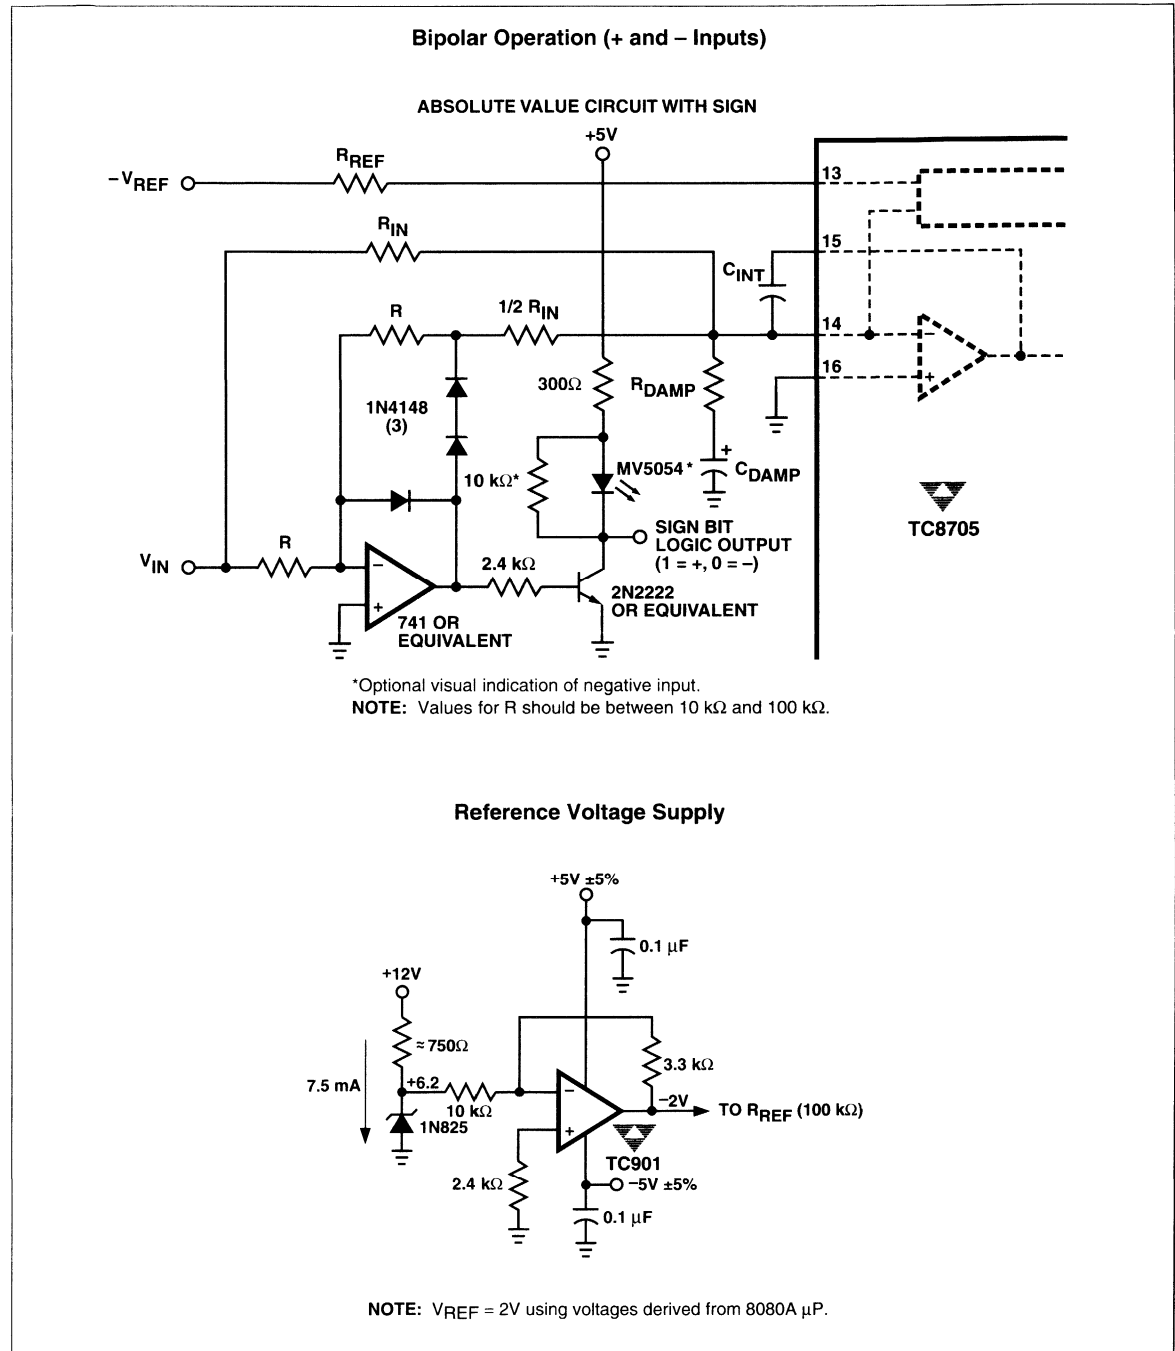 Bipolar Operation (+ and – Inputs)
ABSOLUTE VALUE CIRCUIT WITH SIGN
+5V
RREF
–VREF
13
RIN
15
CINT
R
1/2 RIN
14
–
16
+
300Ω
RDAMP
1N4148
(3)
+
10 kΩ*
MV5054*
CDAMP
TC8705
SIGN BIT
LOGIC OUTPUT
(1 = +, 0 = –)
R
VIN
–
2.4 kΩ
+
2N2222
OR EQUIVALENT
741 OR
EQUIVALENT
*Optional visual indication of negative input.
NOTE: Values for R should be between 10 kΩ and 100 kΩ.
Reference Voltage Supply
+5V ±5%
0.1 µF
+12V
≈750Ω
3.3 kΩ
7.5 mA
+6.2
–
–2V
TO RREF (100 kΩ)
10 kΩ
1N825
+
TC901
2.4 kΩ
–5V ±5%
0.1 µF
NOTE: VREF = 2V using voltages derived from 8080A µP.